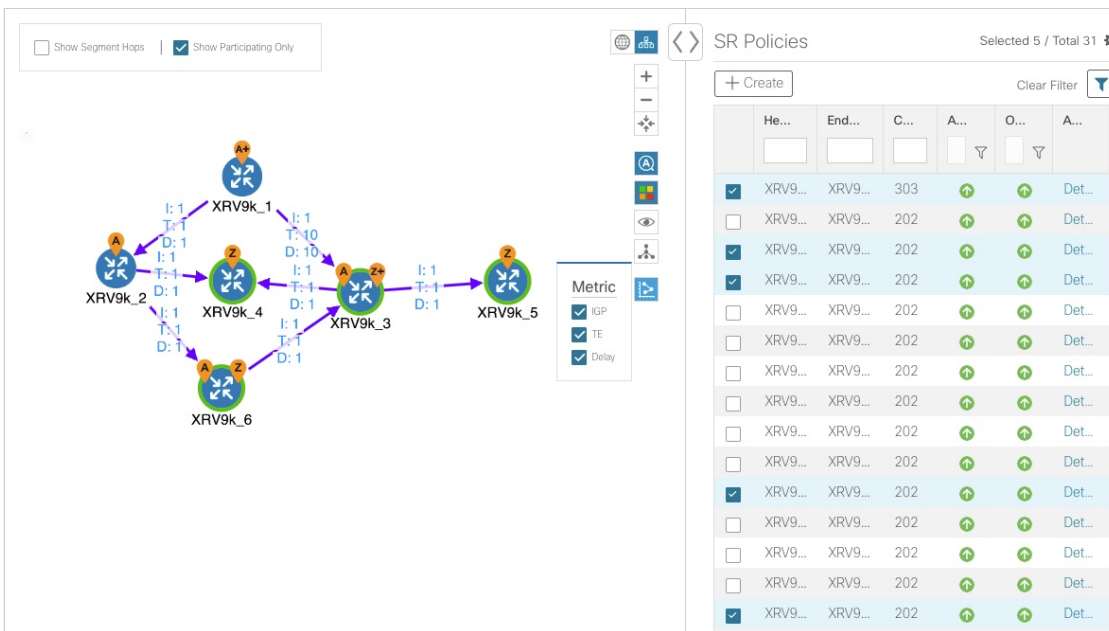 Show Segment Hops | Show Participating Only
A+
XRV9k_1
I: 1
T: 1
D: 1
I: 1
T: 10
D: 10
A
XRV9k_2
I: 1
T: 1
D: 1
Z
XRV9k_4
I: 1
T: 1
D: 1
A Z+
XRV9k_3
I: 1
T: 1
D: 1
Z
XRV9k_5
I: 1
T: 1
D: 1
I: 1
T: 1
D: 1
A Z
XRV9k_6
Metric
IGP
TE
Delay
SR Policies Selected 5 / Total 31
+ Create Clear Filter
He... End... C... A... O... A...
XRV9... XRV9... 303 Det...
XRV9... XRV9... 202 Det...
XRV9... XRV9... 202 Det...
XRV9... XRV9... 202 Det...
XRV9... XRV9... 202 Det...
XRV9... XRV9... 202 Det...
XRV9... XRV9... 202 Det...
XRV9... XRV9... 202 Det...
XRV9... XRV9... 202 Det...
XRV9... XRV9... 202 Det...
XRV9... XRV9... 202 Det...
XRV9... XRV9... 202 Det...
XRV9... XRV9... 202 Det...
XRV9... XRV9... 202 Det...
XRV9... XRV9... 202 Det...